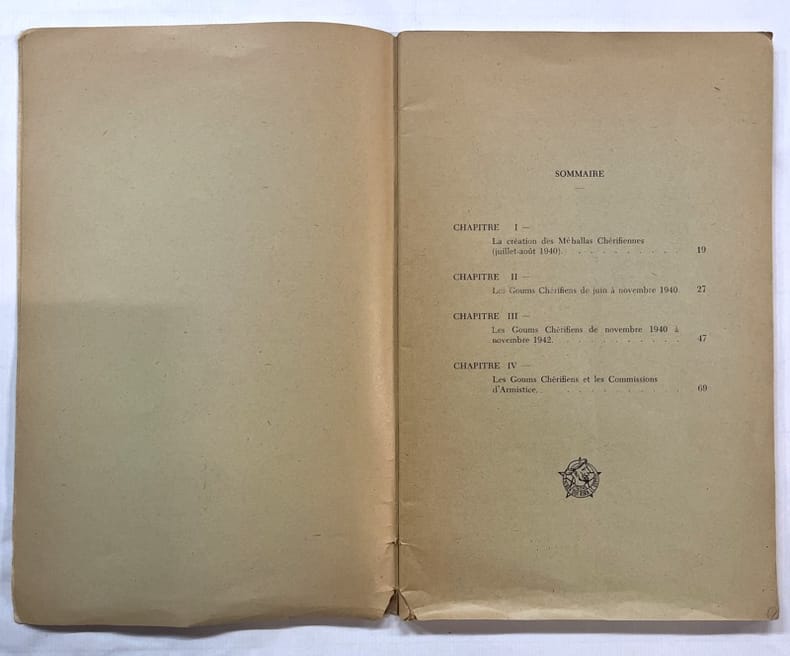 SOMMAIRE
CHAPITRE I —
La création des Méhallas Chérifiennes
(juillet-août 1940). . . . . . . . . . 19
CHAPITRE II —
Les Goums Chérifiens de juin à novembre 1940. 27
CHAPITRE III —
Les Goums Chérifiens de novembre 1940 à
novembre 1942. . . . . . . . . . 47
CHAPITRE IV —
Les Goums Chérifiens et les Commissions
d'Armistice. . . . . . . . . . 69